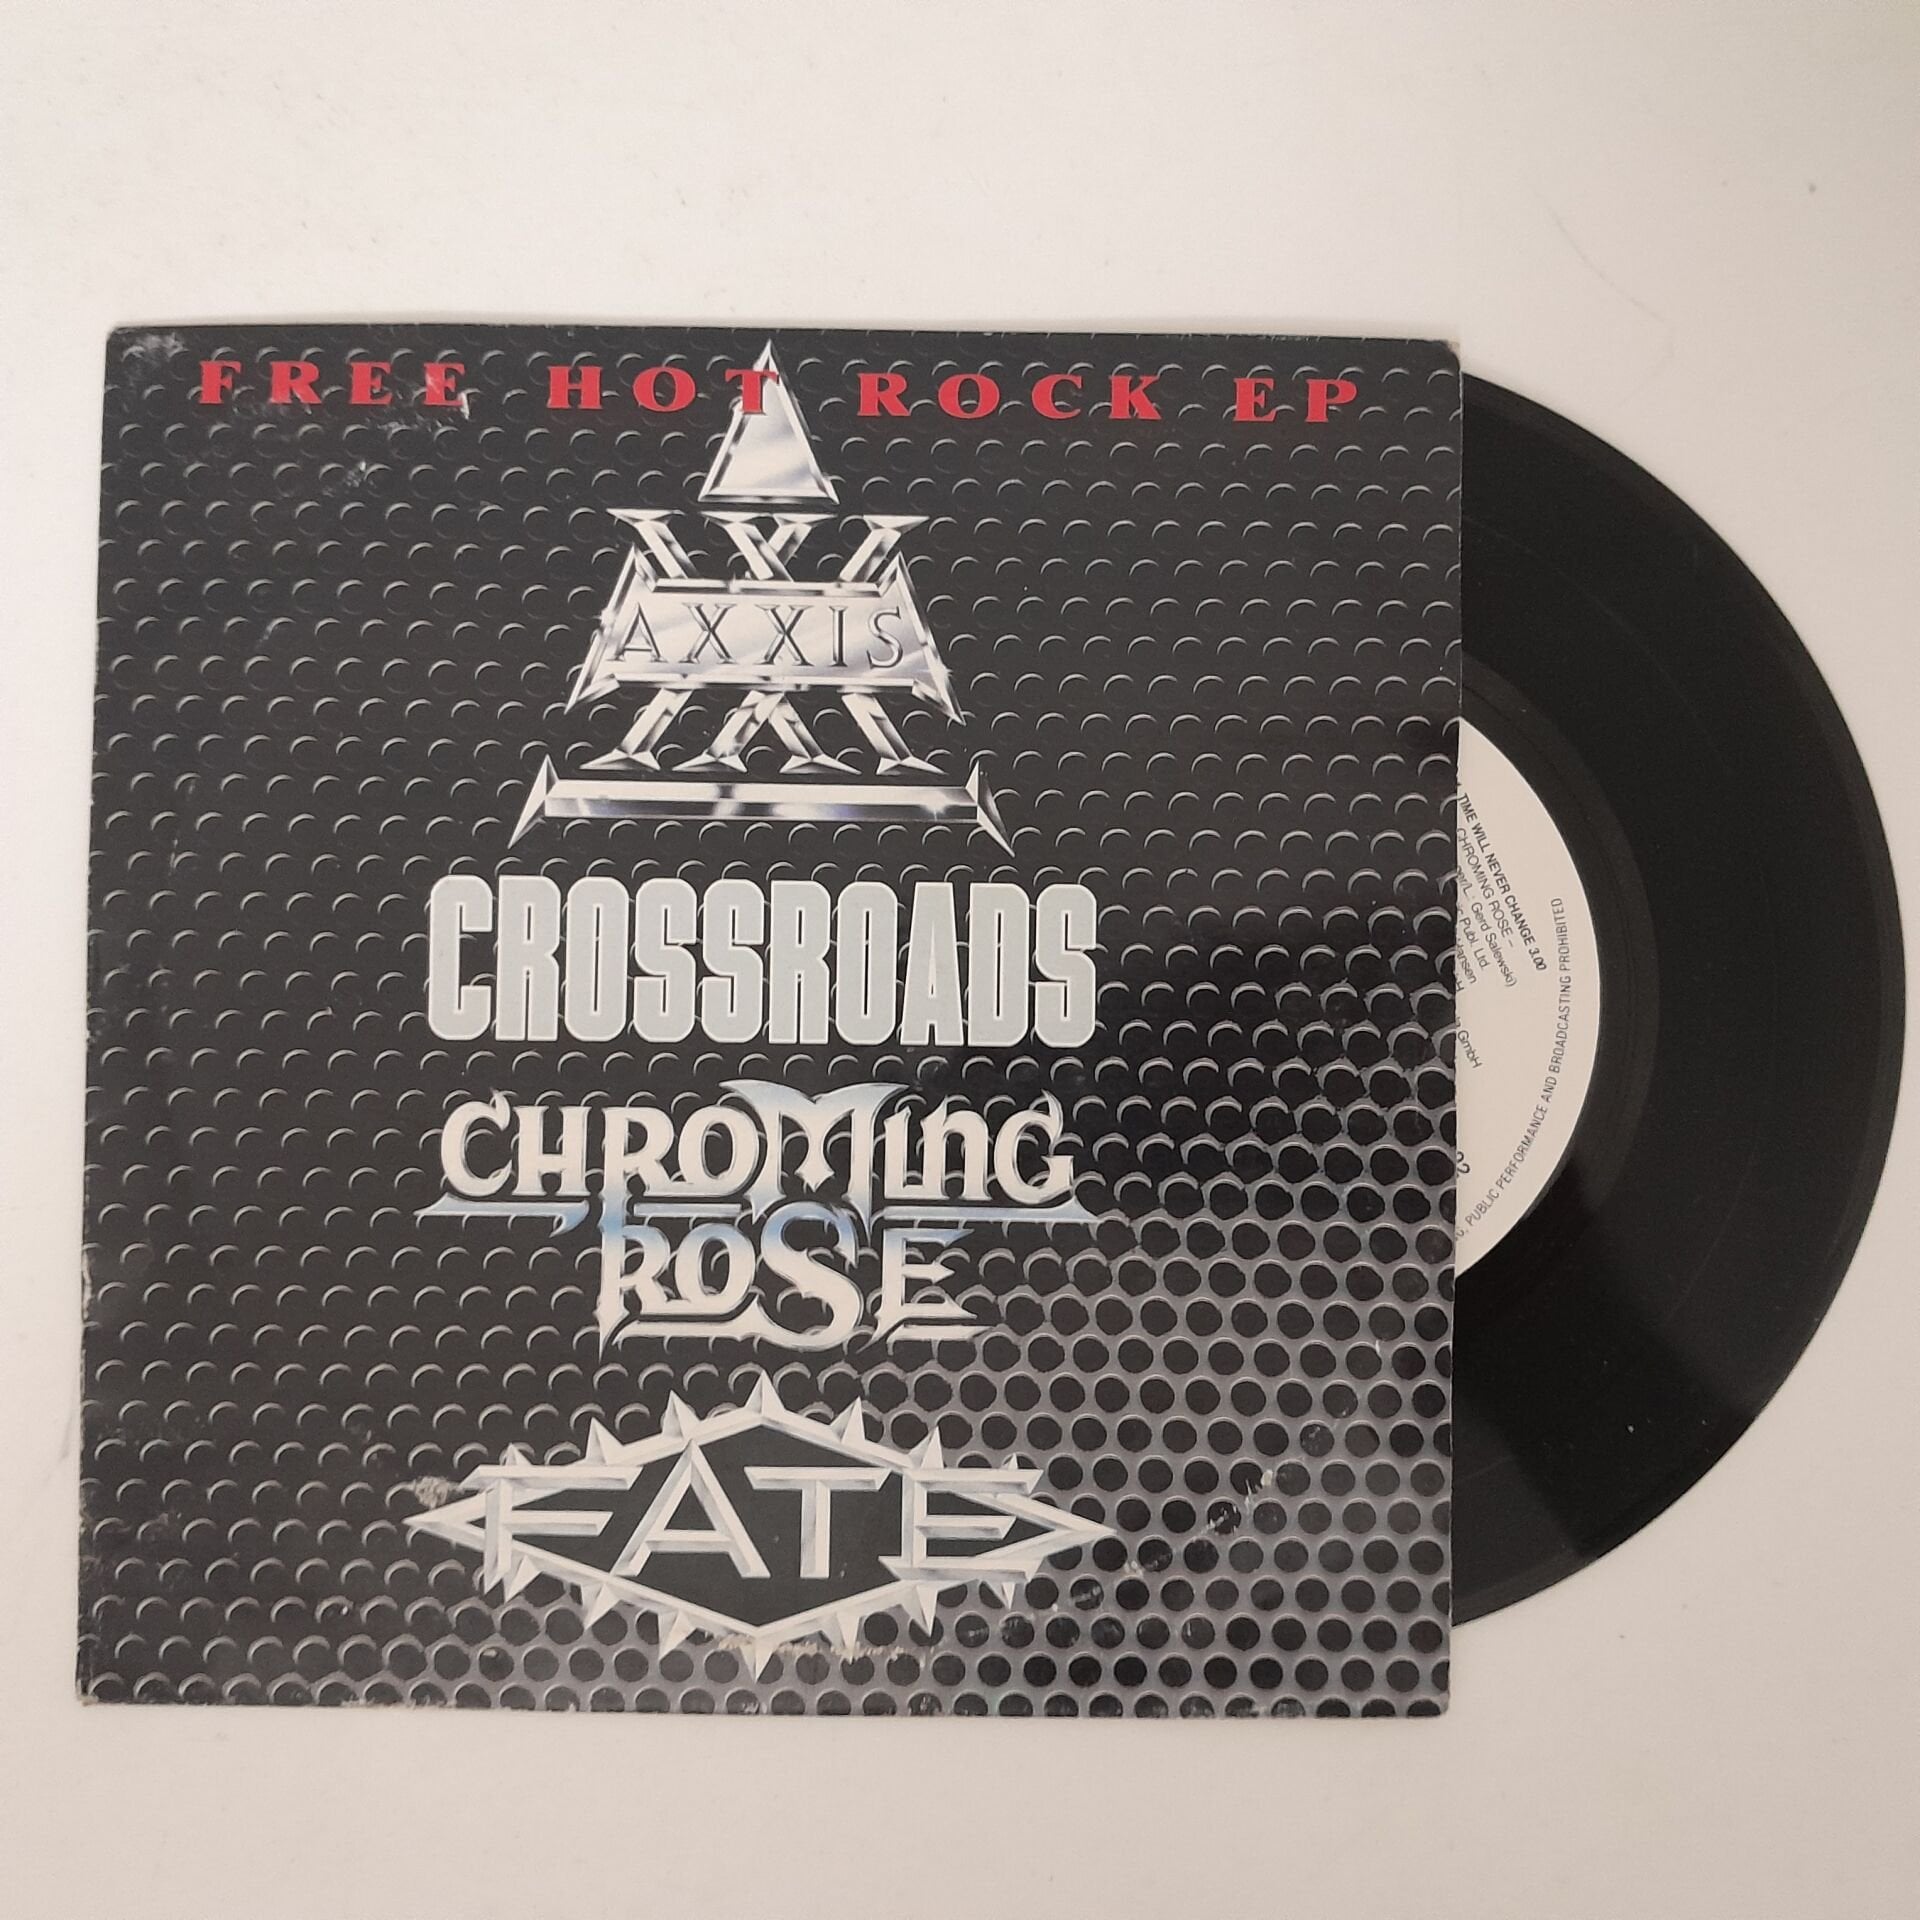 FREE HOT ROCK EP
AXXIS
CROSSROADS
CHROMING
ROSE
FATE
TIME WILL NEVER CHANGE 3.00
CHROMING ROSE –
Gerd Salewski)
Publ. Ltd.
Hansen
GmbH
PUBLIC PERFORMANCE AND BROADCASTING PROHIBITED